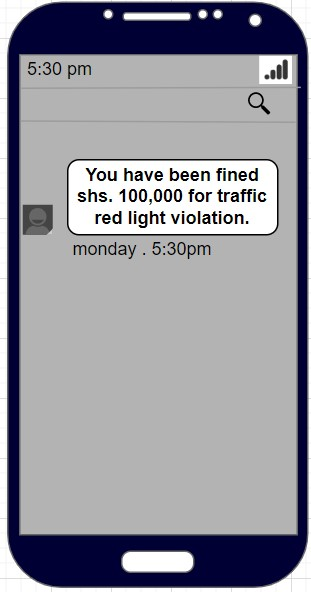 5:30 pm
You have been fined
shs. 100,000 for traffic
red light violation.
monday . 5:30pm